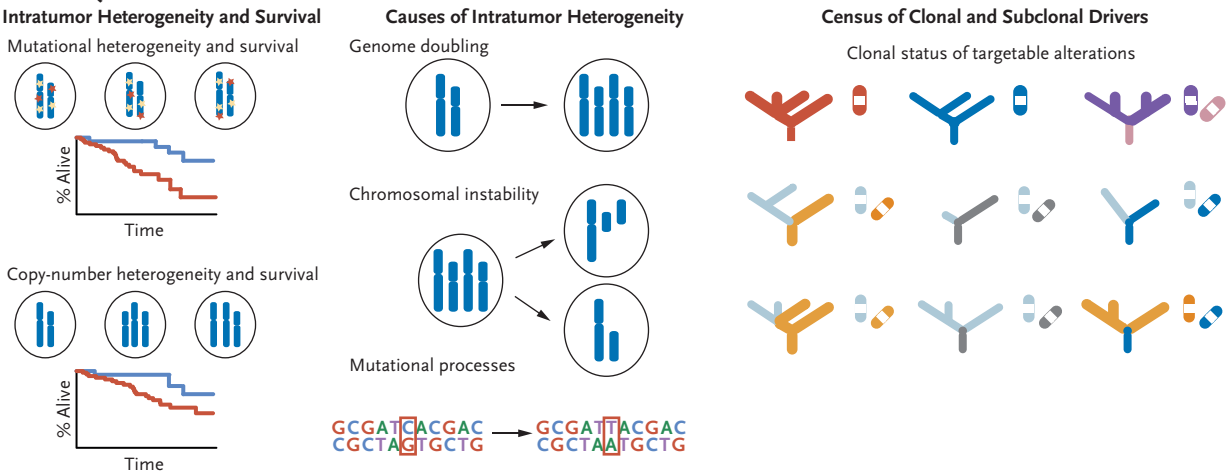 Intratumor Heterogeneity and Survival
Mutational heterogeneity and survival
% Alive
Time
Copy-number heterogeneity and survival
% Alive
Time
Causes of Intratumor Heterogeneity
Genome doubling
Chromosomal instability
Mutational processes
GCGATCACGAC
CGCTAGTGCTG
GCGATTACGAC
CGCTAATGCTG
Census of Clonal and Subclonal Drivers
Clonal status of targetable alterations